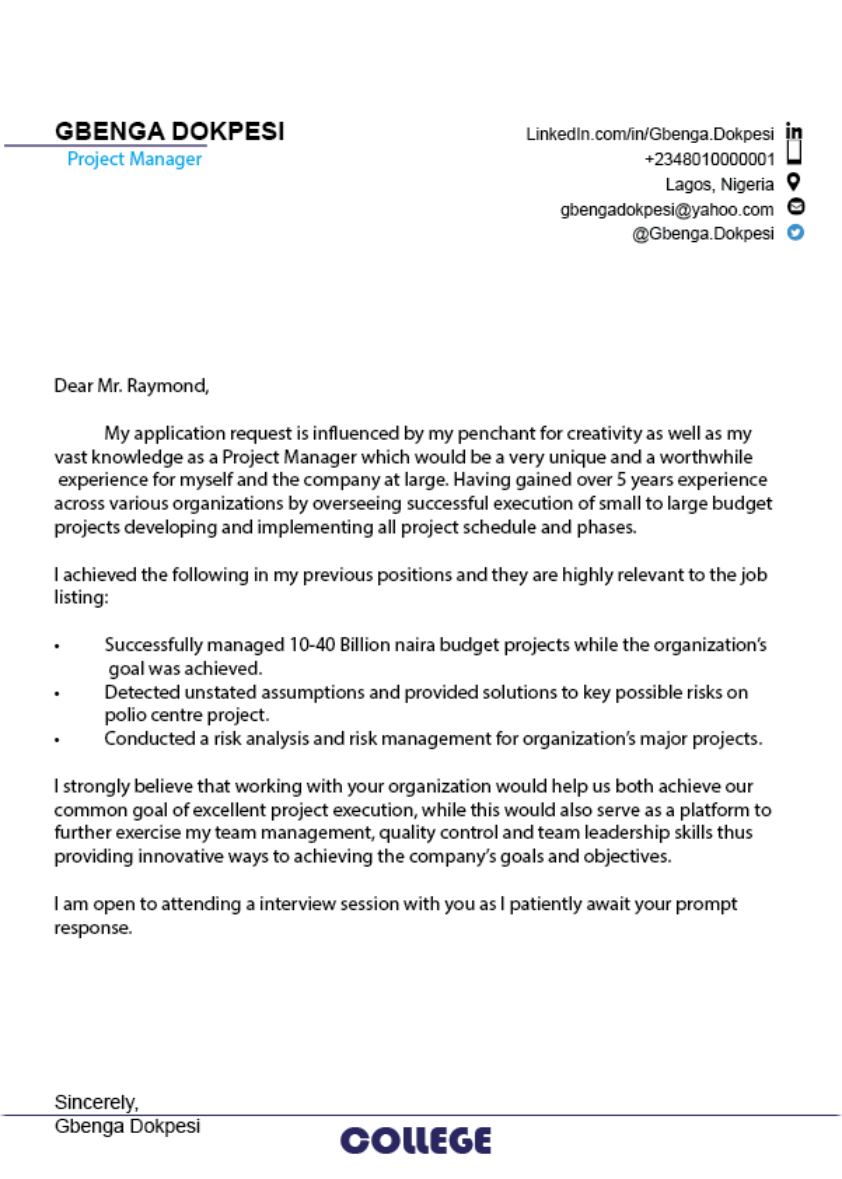 GBENGA DOKPESI
Project Manager
LinkedIn.com/in/Gbenga.Dokpesi in
+2348010000001
Lagos, Nigeria
gbengadokpesi@yahoo.com
@Gbenga.Dokpesi
Dear Mr. Raymond,
My application request is influenced by my penchant for creativity as well as my
vast knowledge as a Project Manager which would be a very unique and a worthwhile
experience for myself and the company at large. Having gained over 5 years experience
across various organizations by overseeing successful execution of small to large budget
projects developing and implementing all project schedule and phases.
I achieved the following in my previous positions and they are highly relevant to the job
listing:
• Successfully managed 10-40 Billion naira budget projects while the organization's
goal was achieved.
• Detected unstated assumptions and provided solutions to key possible risks on
polio centre project.
• Conducted a risk analysis and risk management for organization's major projects.
I strongly believe that working with your organization would help us both achieve our
common goal of excellent project execution, while this would also serve as a platform to
further exercise my team management, quality control and team leadership skills thus
providing innovative ways to achieving the company's goals and objectives.
I am open to attending a interview session with you as I patiently await your prompt
response.
Sincerely,
Gbenga Dokpesi
COLLEGE